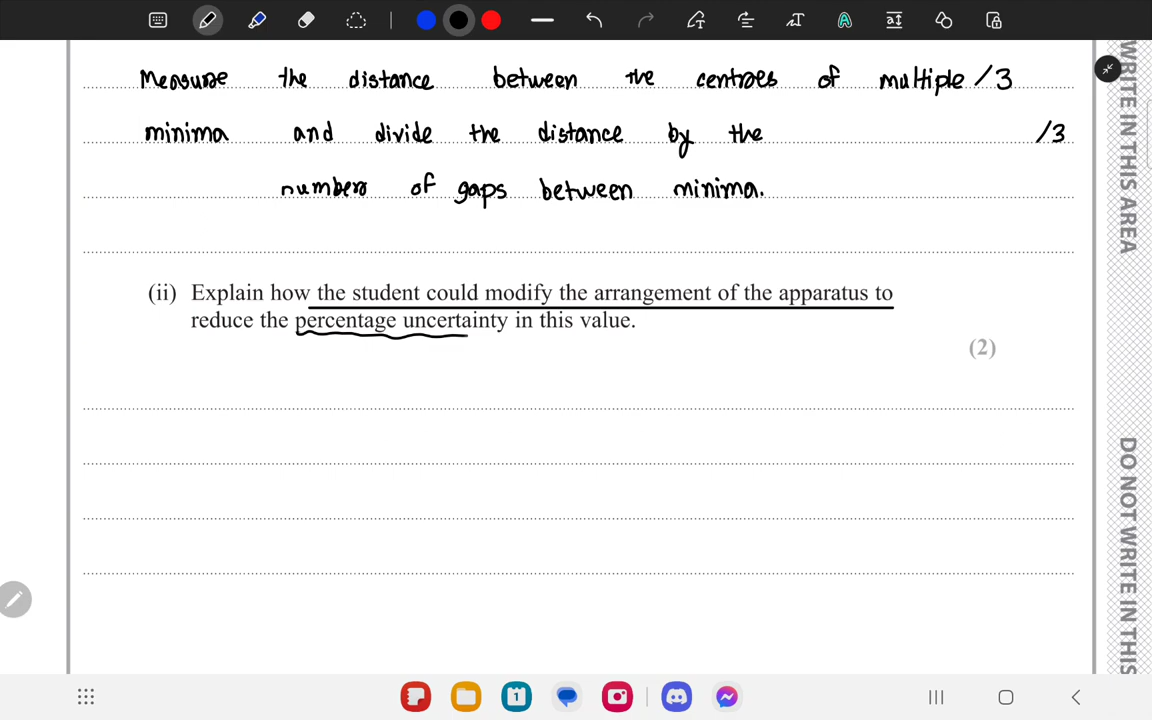 Measure the distance between the centres of multiple /3
minima and divide the distance by the /3
number of gaps between minima.
(ii) Explain how the student could modify the arrangement of the apparatus to
reduce the percentage uncertainty in this value.
(2)
WRITE IN THIS AREA
DO NOT WRITE IN THIS